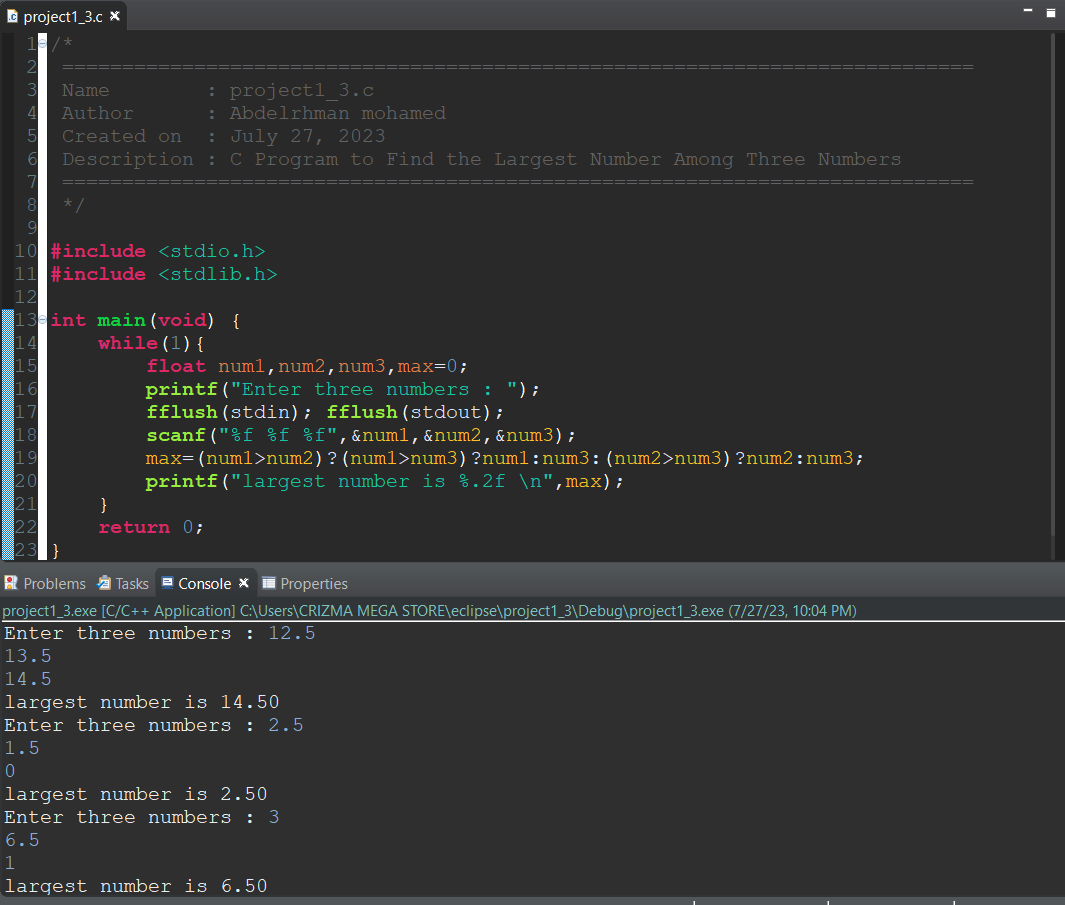 project1_3.c
1 /*
2 ============================================================================
3 Name        : project1_3.c
4 Author      : Abdelrhman mohamed
5 Created on  : July 27, 2023
6 Description : C Program to Find the Largest Number Among Three Numbers
7 ============================================================================
8 */
9
10 #include <stdio.h>
11 #include <stdlib.h>
12
13 int main(void) {
14     while(1){
15         float num1,num2,num3,max=0;
16         printf("Enter three numbers : ");
17         fflush(stdin); fflush(stdout);
18         scanf("%f %f %f",&num1,&num2,&num3);
19         max=(num1>num2)?(num1>num3)?num1:num3:(num2>num3)?num2:num3;
20         printf("largest number is %.2f \n",max);
21     }
22     return 0;
23 }
Problems Tasks Console Properties
project1_3.exe [C/C++ Application] C:\Users\CRIZMA MEGA STORE\eclipse\project1_3\Debug\project1_3.exe (7/27/23, 10:04 PM)
Enter three numbers : 12.5
13.5
14.5
largest number is 14.50
Enter three numbers : 2.5
1.5
0
largest number is 2.50
Enter three numbers : 3
6.5
1
largest number is 6.50